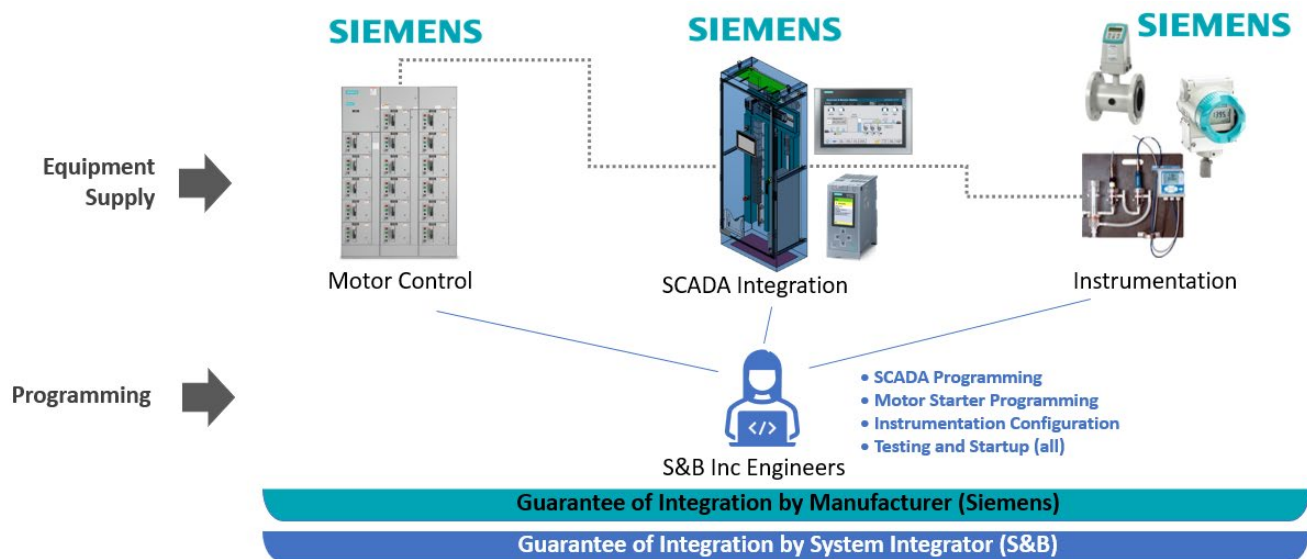 SIEMENS
SIEMENS
SIEMENS
Equipment
Supply
Motor Control
SCADA Integration
Instrumentation
Programming
• SCADA Programming
• Motor Starter Programming
• Instrumentation Configuration
• Testing and Startup (all)
</>
S&B Inc Engineers
Guarantee of Integration by Manufacturer (Siemens)
Guarantee of Integration by System Integrator (S&B)